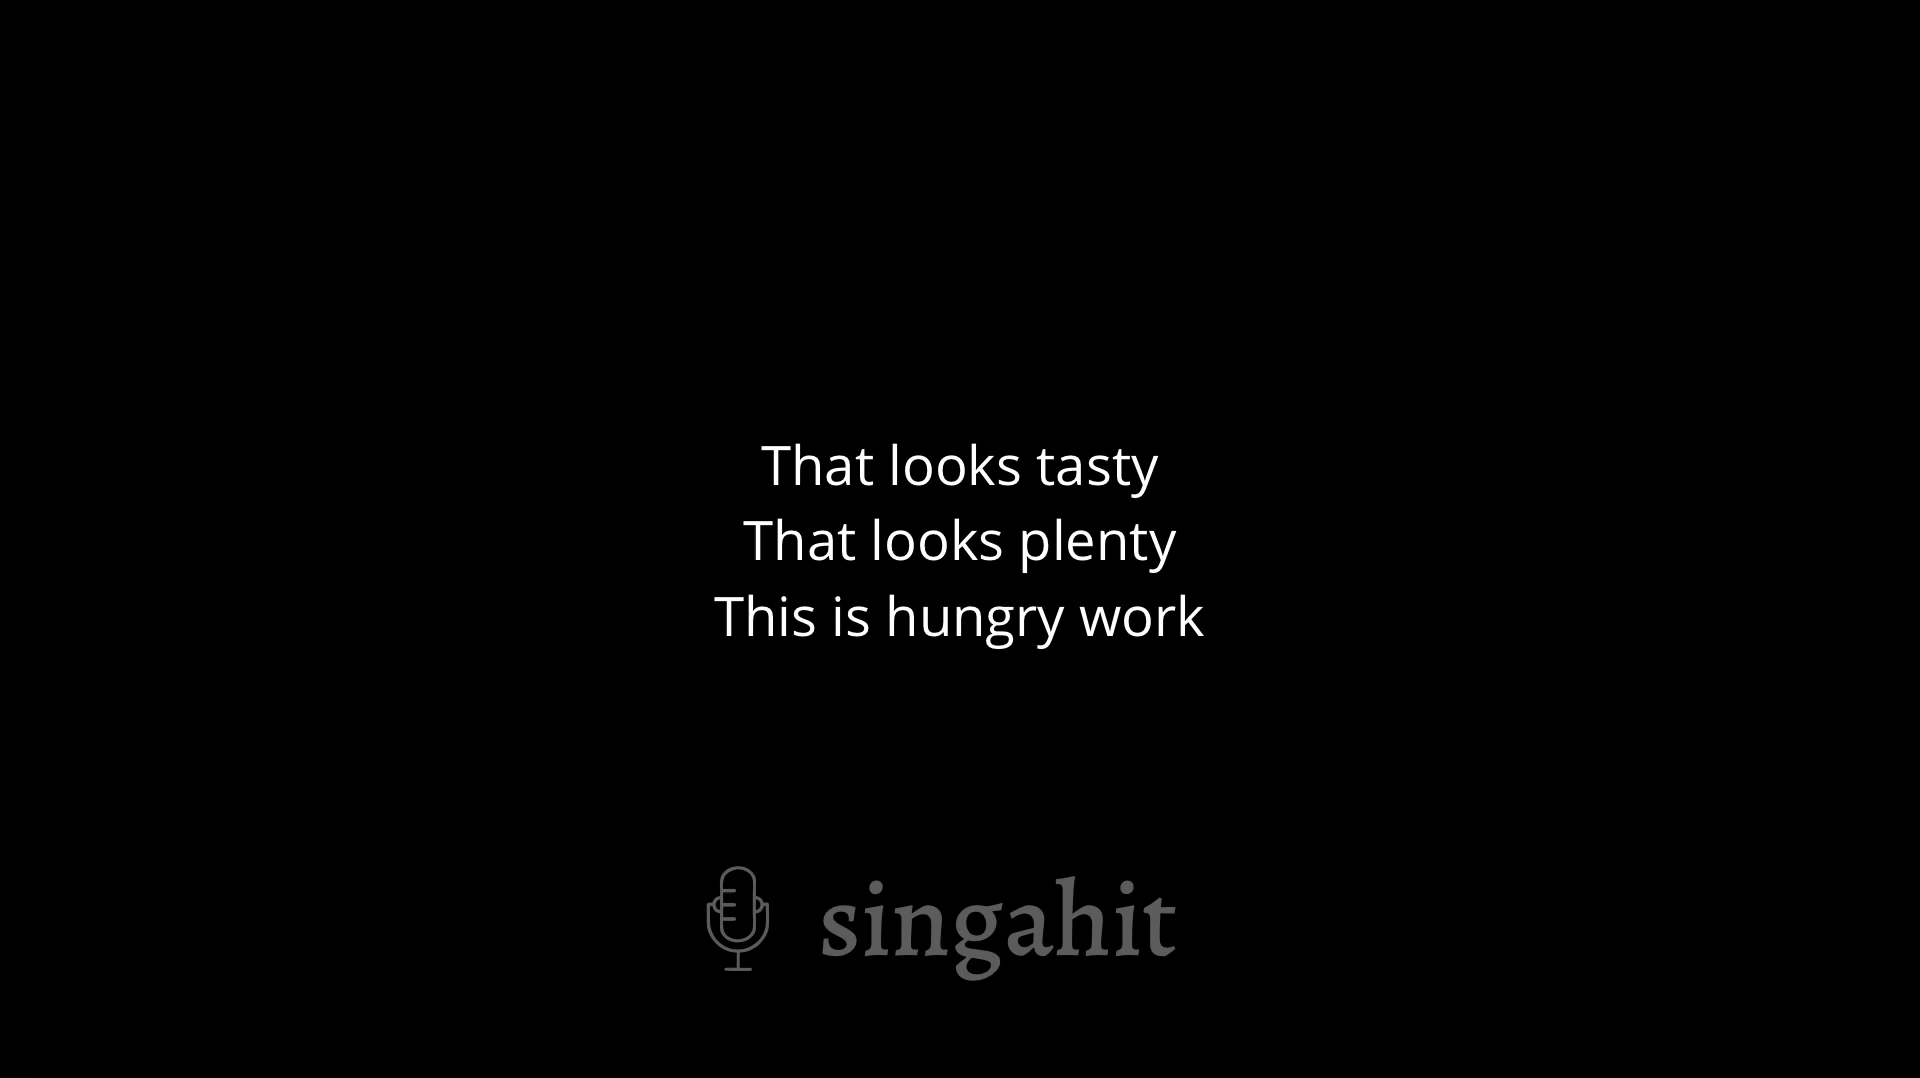 That looks tasty
That looks plenty
This is hungry work
singahit